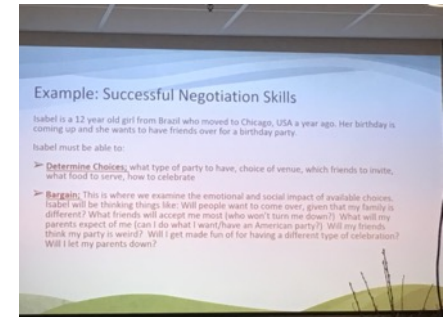 Example: Successful Negotiation Skills
Isabel is a 12 year old girl from Brazil who moved to Chicago, USA a year ago. Her birthday is
coming up and she wants to have friends over for a birthday party.
Isabel must be able to:
➢ Determine Choices: what type of party to have, choice of venue, which friends to invite,
what food to serve, how to celebrate
➢ Bargain: This is where we examine the emotional and social impact of available choices.
Isabel will be thinking things like: Will people want to come over, given that my family is
different? What friends will accept me most (who won't turn me down?) What will my
parents expect of me (can I do what I want/have an American party?) Will my friends
think my party is weird? Will I get made fun of for having a different type of celebration?
Will I let my parents down?